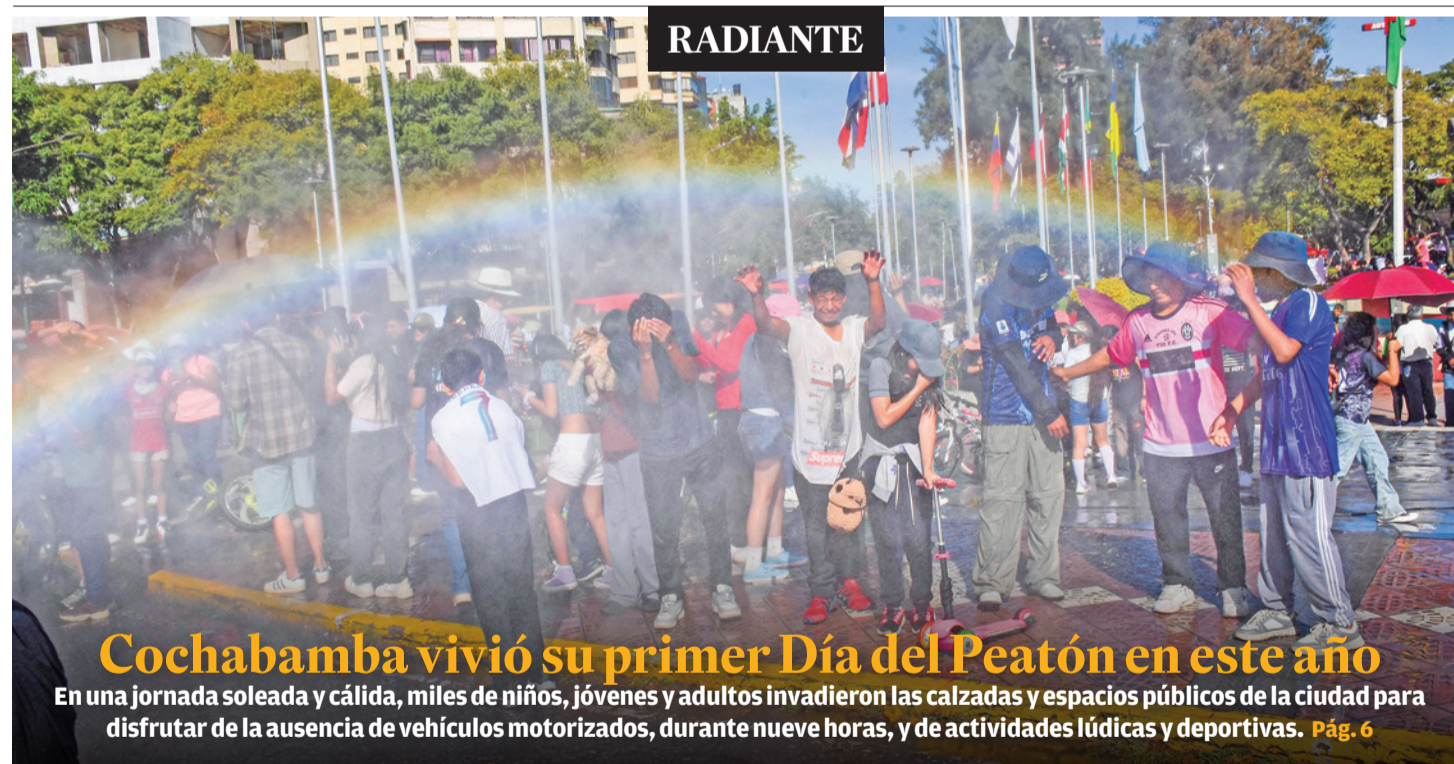 RADIANTE
Supreme
Cochabamba vivió su primer Día del Peatón en este año
En una jornada soleada y cálida, miles de niños, jóvenes y adultos invadieron las calzadas y espacios públicos de la ciudad para
disfrutar de la ausencia de vehículos motorizados, durante nueve horas, y de actividades lúdicas y deportivas. Pág. 6